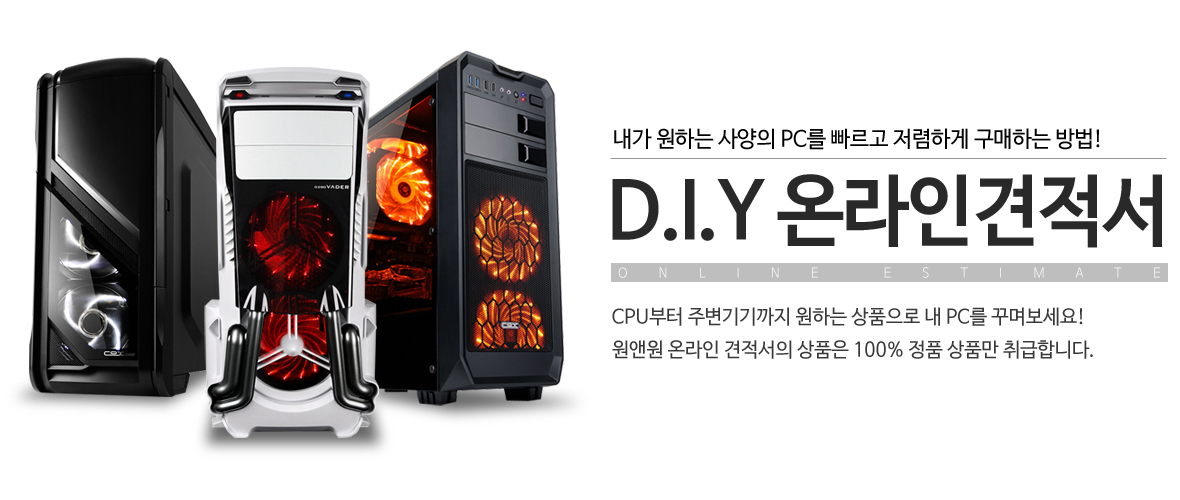 내가 원하는 사양의 PC를 빠르고 저렴하게 구매하는 방법!
D.I.Y 온라인견적서
ONLINE ESTIMATE
CPU부터 주변기기까지 원하는 상품으로 내 PC를 꾸며보세요!
원앤원 온라인 견적서의 상품은 100% 정품 상품만 취급합니다.
VADER
COX
COX